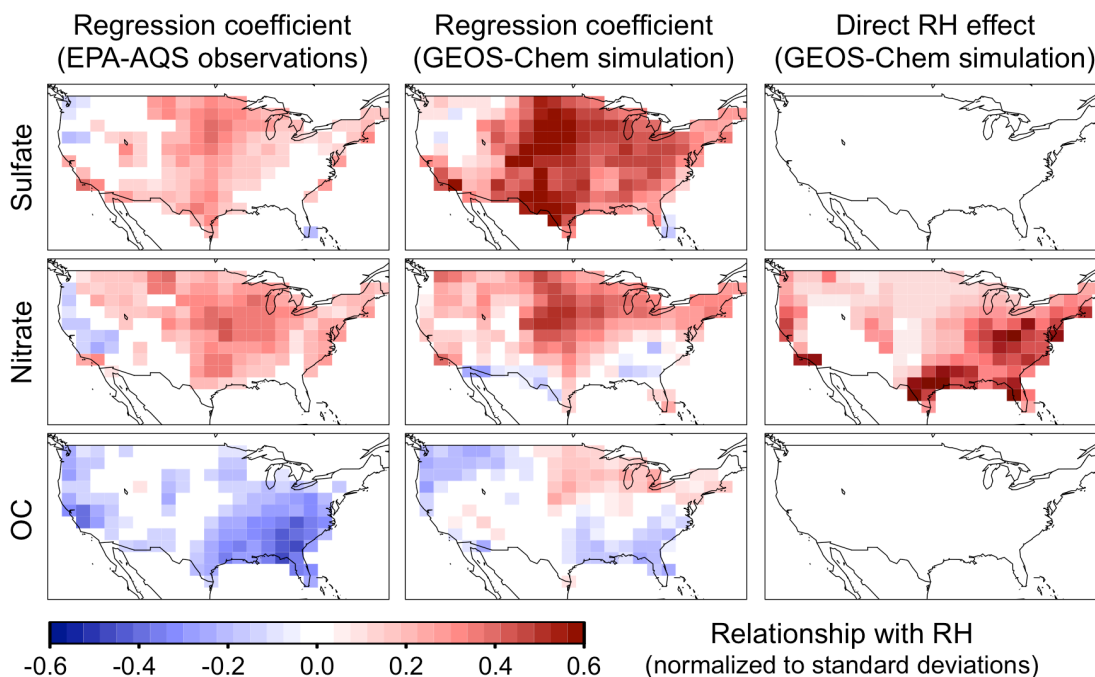 Regression coefficient
(EPA-AQS observations)
Regression coefficient
(GEOS-Chem simulation)
Direct RH effect
(GEOS-Chem simulation)
Sulfate
Nitrate
OC
-0.6 -0.4 -0.2 0.0 0.2 0.4 0.6
Relationship with RH
(normalized to standard deviations)